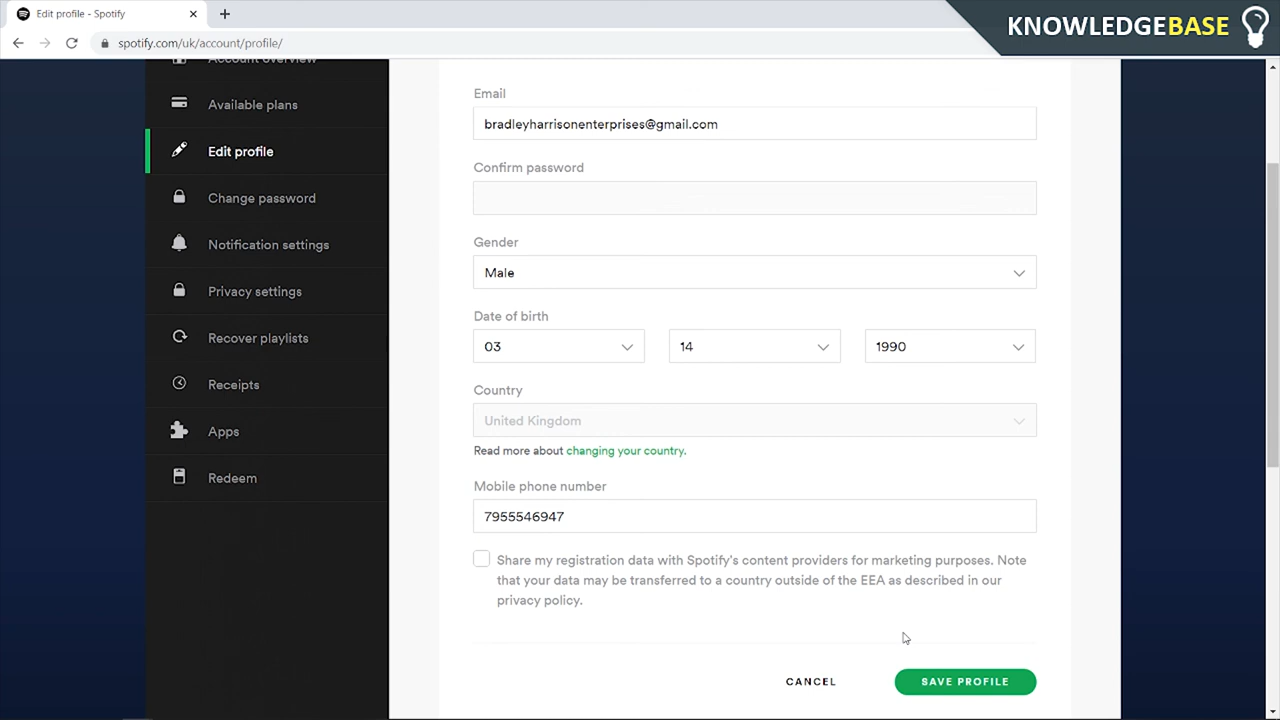 Edit profile - Spotify
KNOWLEDGEBASE
spotify.com/uk/account/profile/
Account overview
Available plans
Edit profile
Change password
Notification settings
Privacy settings
Recover playlists
Receipts
Apps
Redeem
Email
bradleyharrisonenterprises@gmail.com
Confirm password
Gender
Male
Date of birth
03 14 1990
Country
United Kingdom
Read more about changing your country.
Mobile phone number
7955546947
Share my registration data with Spotify's content providers for marketing purposes. Note
that your data may be transferred to a country outside of the EEA as described in our
privacy policy.
CANCEL SAVE PROFILE